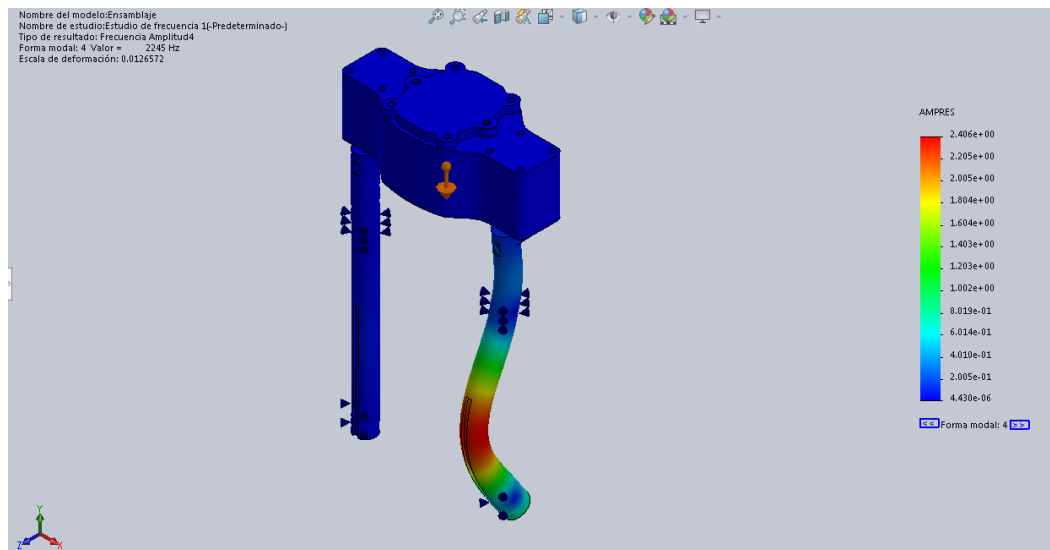 Nombre del modelo:Ensamblaje
Nombre de estudio:Estudio de frecuencia 1(-Predeterminado-)
Tipo de resultado: Frecuencia Amplitud4
Forma modal: 4 Valor = 2245 Hz
Escala de deformación: 0.0126572
AMPRES
2.406e+00
2.205e+00
2.005e+00
1.804e+00
1.604e+00
1.403e+00
1.203e+00
1.002e+00
8.019e-01
6.014e-01
4.010e-01
2.005e-01
4.430e-06
<< Forma modal: 4 >>
Y
Z
X